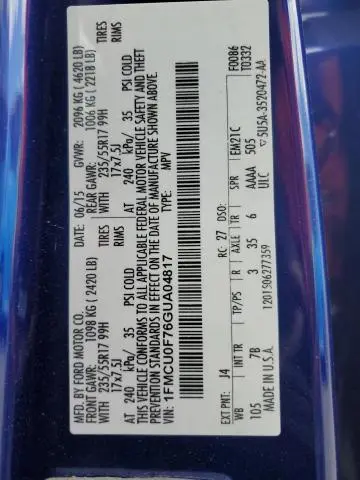 MFD. BY FORD MOTOR CO.
DATE: 06/15 GVWR: 2096 KG ( 4620 LB)
FRONT GAWR: 1098 KG ( 2420 LB) REAR GAWR: 1006 KG ( 2218 LB)
235/55R17 99H TIRES 235/55R17 99H TIRES
17x7.5J RIMS 17x7.5J RIMS
AT 240 kPa/ 35 PSI COLD AT 240 kPa/ 35 PSI COLD
THIS VEHICLE CONFORMS TO ALL APPLICABLE FEDERAL MOTOR VEHICLE SAFETY AND THEFT
PREVENTION STANDARDS IN EFFECT ON THE DATE OF MANUFACTURE SHOWN ABOVE.
VIN: 1FMCU0F76GUA04817
TYPE: MPV
F0086
T0332
EXT PNT: J4 RC: 27 DSO:
WB INT TR TP/PS R AXLE TR SPR EM21C
105 7B 3 35 6 AAAA 505
ULC
1201506277359
MADE IN U.S.A. ▽5U5A-3520472-AA